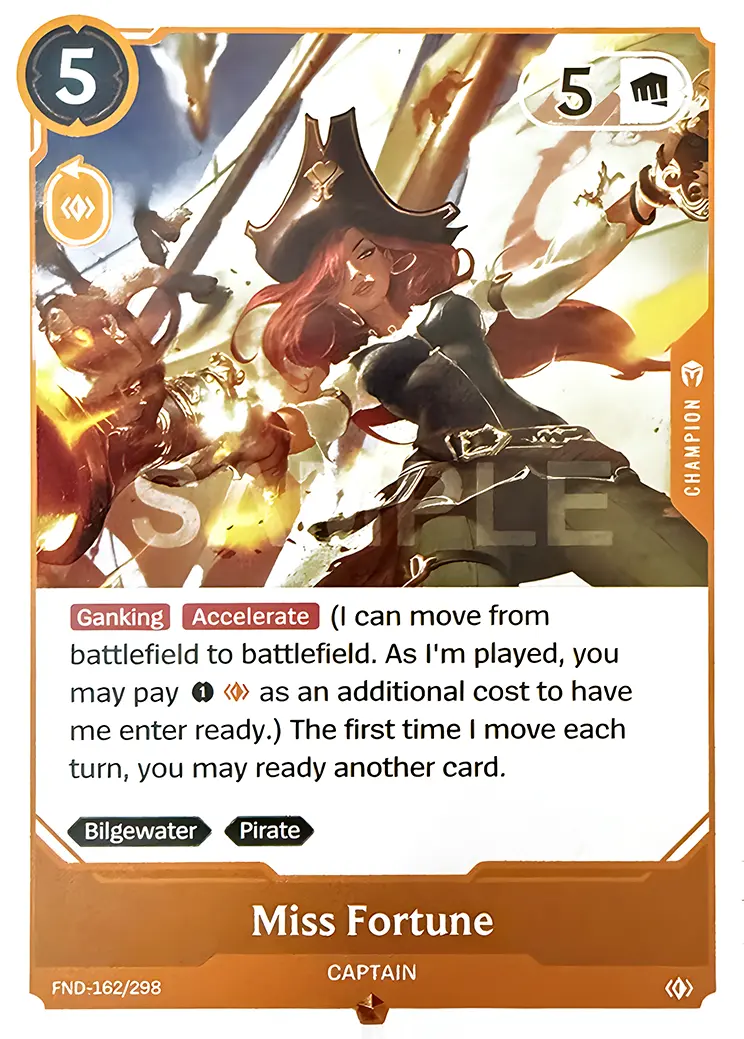 5
5
CHAMPION
SAMPLE
Ganking Accelerate (I can move from
battlefield to battlefield. As I'm played, you
may pay 1 as an additional cost to have
me enter ready.) The first time I move each
turn, you may ready another card.
Bilgewater Pirate
Miss Fortune
CAPTAIN
FND-162/298